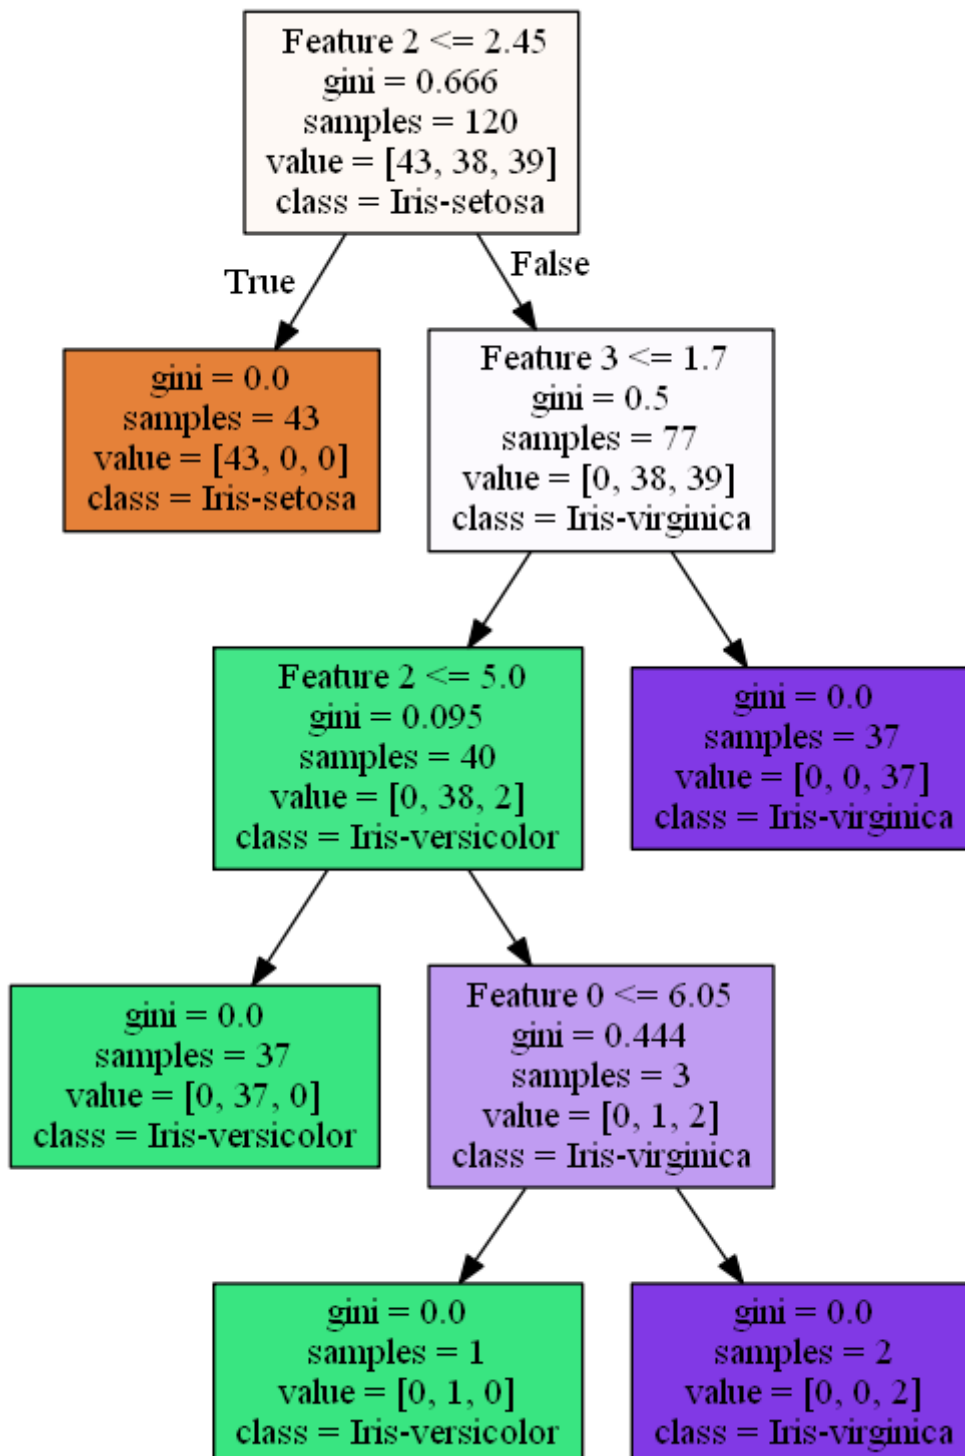 Feature 2 <= 2.45
gini = 0.666
samples = 120
value = [43, 38, 39]
class = Iris-setosa
True
False
gini = 0.0
samples = 43
value = [43, 0, 0]
class = Iris-setosa
Feature 3 <= 1.7
gini = 0.5
samples = 77
value = [0, 38, 39]
class = Iris-virginica
Feature 2 <= 5.0
gini = 0.095
samples = 40
value = [0, 38, 2]
class = Iris-versicolor
gini = 0.0
samples = 37
value = [0, 0, 37]
class = Iris-virginica
gini = 0.0
samples = 37
value = [0, 37, 0]
class = Iris-versicolor
Feature 0 <= 6.05
gini = 0.444
samples = 3
value = [0, 1, 2]
class = Iris-virginica
gini = 0.0
samples = 1
value = [0, 1, 0]
class = Iris-versicolor
gini = 0.0
samples = 2
value = [0, 0, 2]
class = Iris-virginica